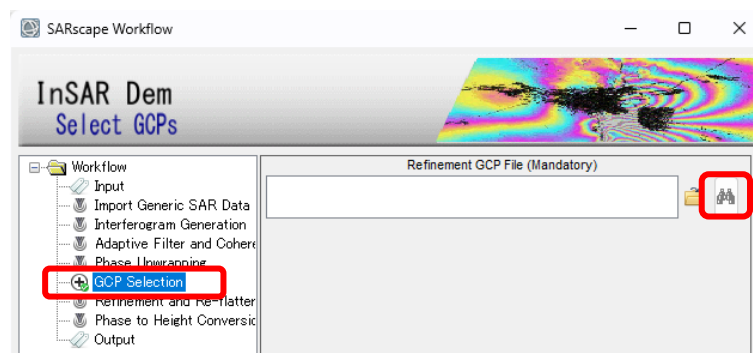 SARscape Workflow
InSAR Dem
Select GCPs
Workflow
Input
Import Generic SAR Data
Interferogram Generation
Adaptive Filter and Cohere
Phase Unwrapping
GCP Selection
Refinement and Re-flatter
Phase to Height Conversic
Output
Refinement GCP File (Mandatory)